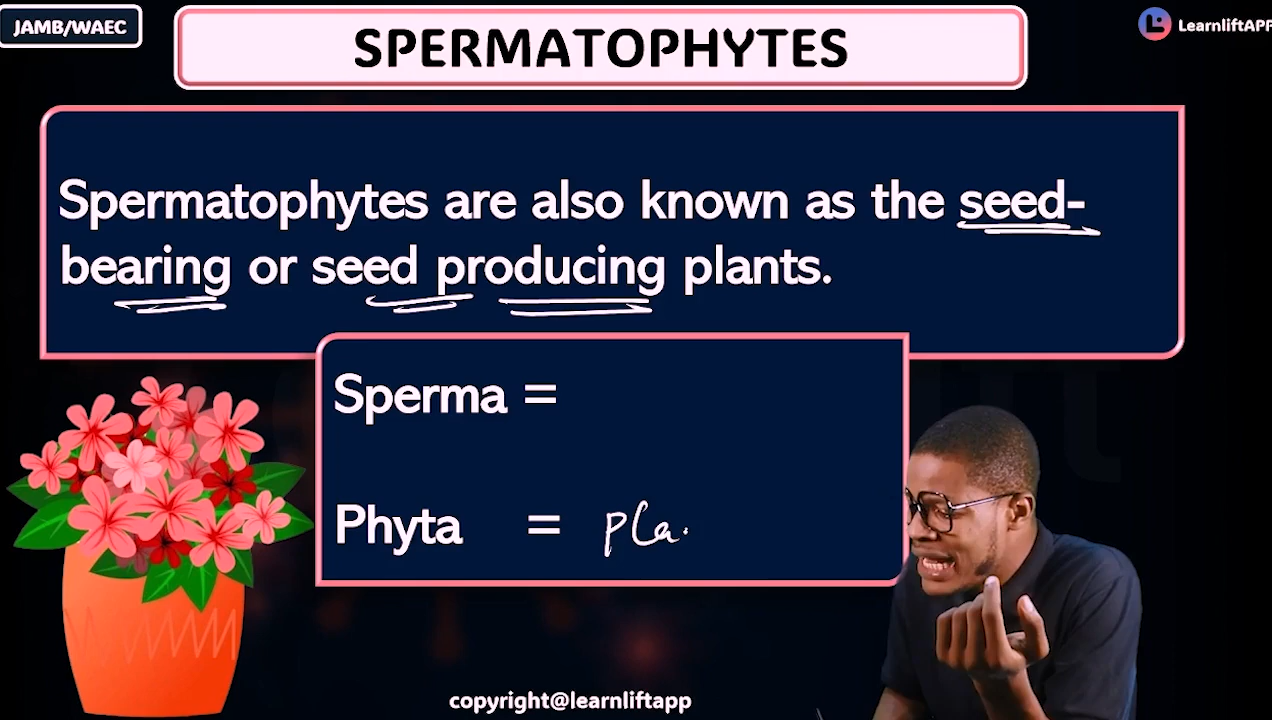 JAMB/WAEC
SPERMATOPHYTES
LearnliftAPP
Spermatophytes are also known as the seed-
bearing or seed producing plants.
Sperma =
Phyta = pla
copyright@learnliftapp